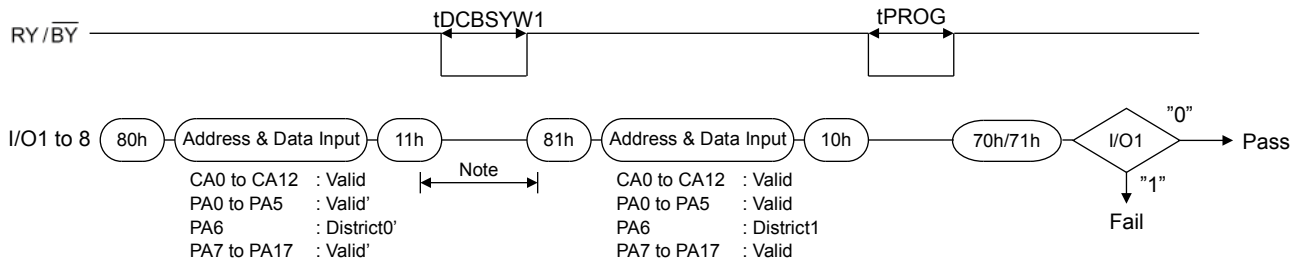 tDCBSYW1
tPROG
RY/BY
I/O1 to 8 80h Address & Data Input 11h 81h Address & Data Input 10h 70h/71h I/O1 ”0” Pass
Note
”1”
Fail
CA0 to CA12 : Valid
PA0 to PA5 : Valid’
PA6 : District0’
PA7 to PA17 : Valid’
CA0 to CA12 : Valid
PA0 to PA5 : Valid
PA6 : District1
PA7 to PA17 : Valid